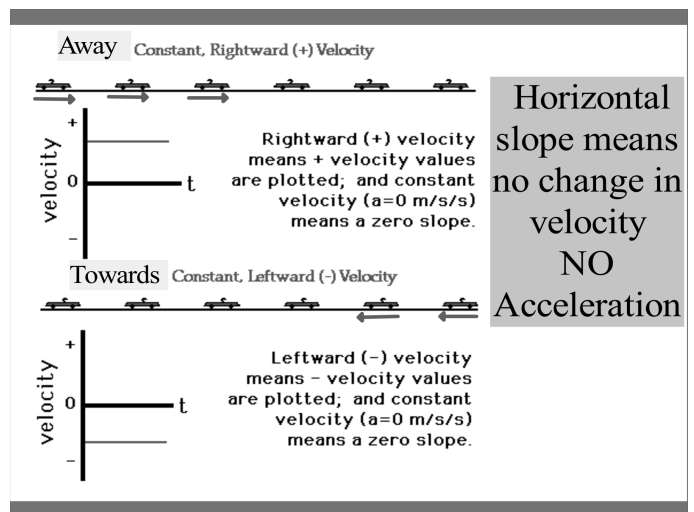 Away Constant, Rightward (+) Velocity
+
velocity
0
t
–
Rightward (+) velocity
means + velocity values
are plotted; and constant
velocity (a=0 m/s/s)
means a zero slope.
Horizontal
slope means
no change in
velocity
NO
Acceleration
Towards Constant, Leftward (-) Velocity
+
velocity
0
t
–
Leftward (-) velocity
means - velocity values
are plotted; and constant
velocity (a=0 m/s/s)
means a zero slope.